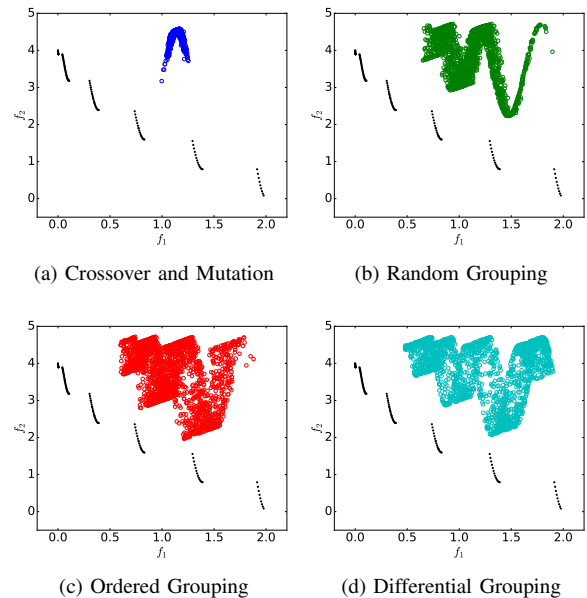 5
4
3
2
1
0
f₂
0.0 0.5 1.0 1.5 2.0
f₁
(a) Crossover and Mutation
5
4
3
2
1
0
f₂
0.0 0.5 1.0 1.5 2.0
f₁
(b) Random Grouping
5
4
3
2
1
0
f₂
0.0 0.5 1.0 1.5 2.0
f₁
(c) Ordered Grouping
5
4
3
2
1
0
f₂
0.0 0.5 1.0 1.5 2.0
f₁
(d) Differential Grouping